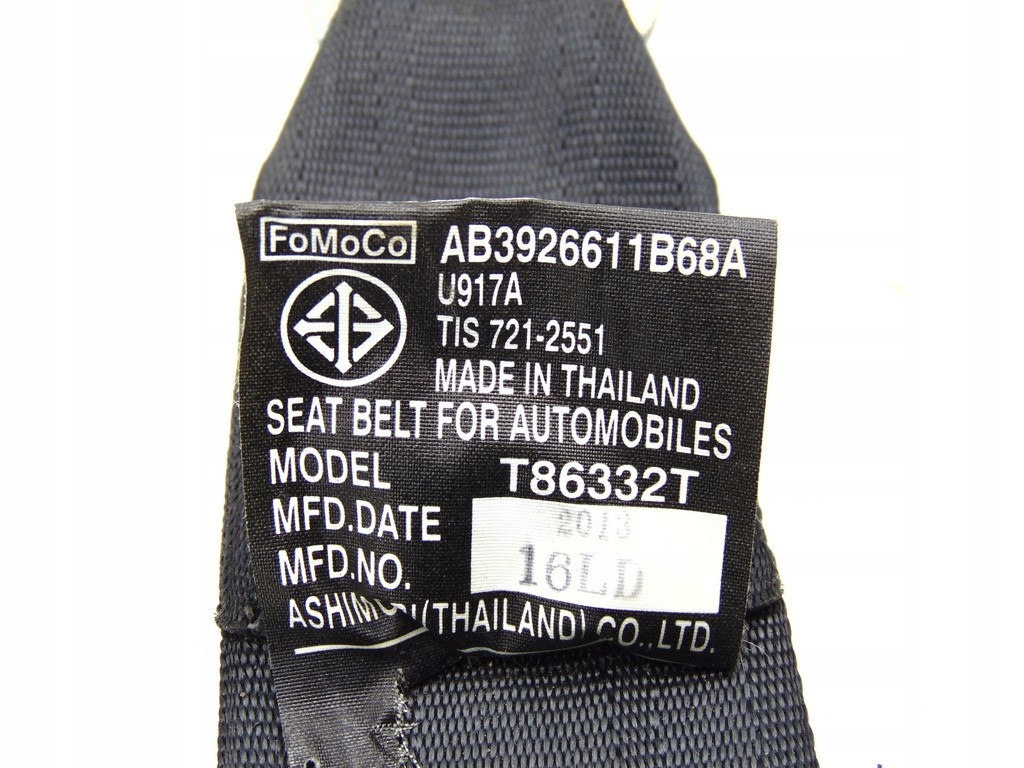 FoMoCo AB3926611B68A
U917A
TIS 721-2551
MADE IN THAILAND
SEAT BELT FOR AUTOMOBILES
MODEL T86332T
MFD.DATE 2013
MFD.NO. 16LD
(THAILAND) CO.,LTD.